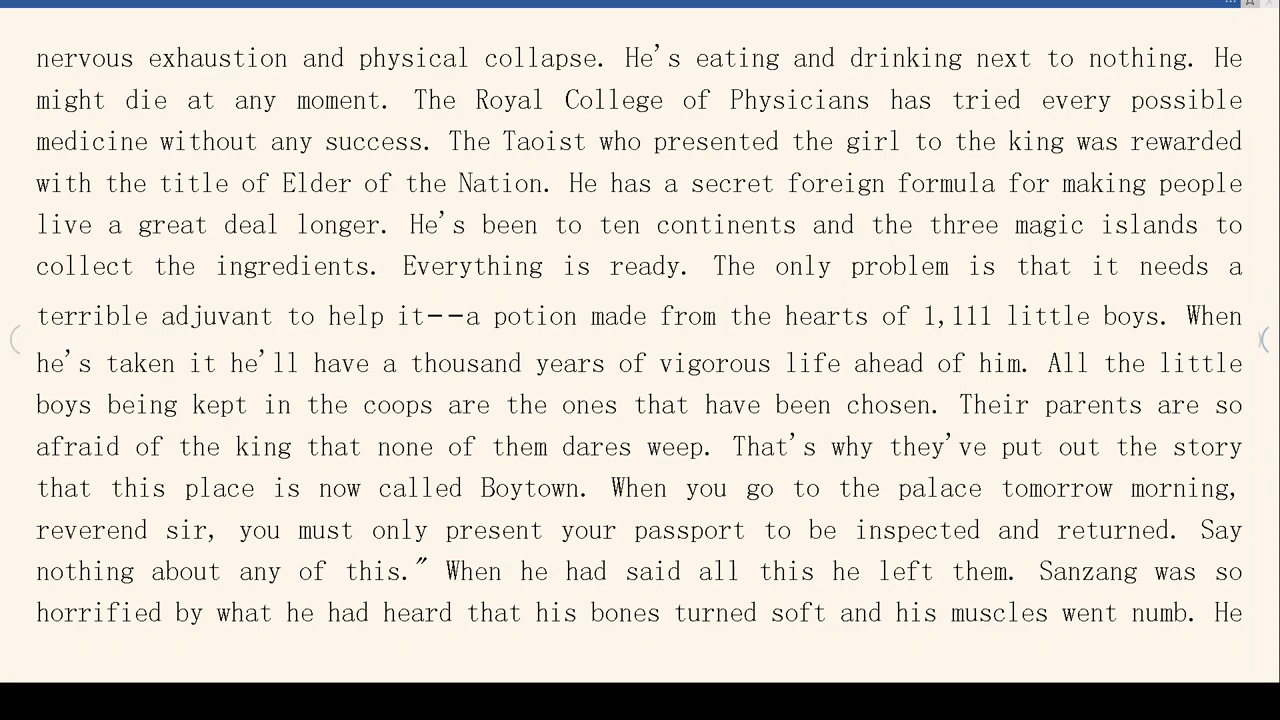 nervous exhaustion and physical collapse. He's eating and drinking next to nothing. He
might die at any moment. The Royal College of Physicians has tried every possible
medicine without any success. The Taoist who presented the girl to the king was rewarded
with the title of Elder of the Nation. He has a secret foreign formula for making people
live a great deal longer. He's been to ten continents and the three magic islands to
collect the ingredients. Everything is ready. The only problem is that it needs a
terrible adjuvant to help it--a potion made from the hearts of 1,111 little boys. When
he's taken it he'll have a thousand years of vigorous life ahead of him. All the little
boys being kept in the coops are the ones that have been chosen. Their parents are so
afraid of the king that none of them dares weep. That's why they've put out the story
that this place is now called Boytown. When you go to the palace tomorrow morning,
reverend sir, you must only present your passport to be inspected and returned. Say
nothing about any of this." When he had said all this he left them. Sanzang was so
horrified by what he had heard that his bones turned soft and his muscles went numb. He